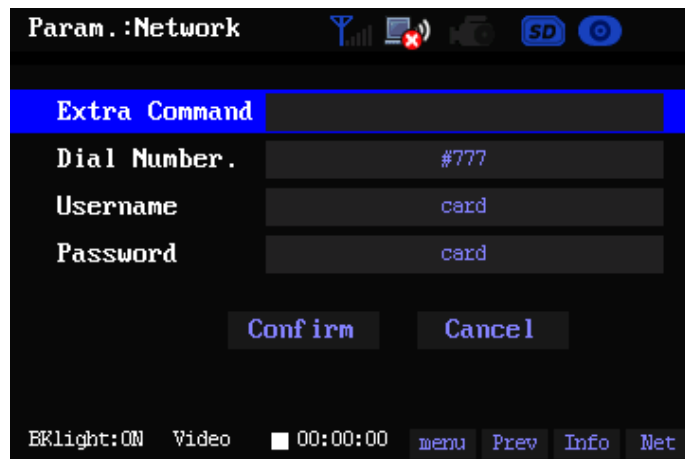 Param.:Network SD
Extra Command
Dial Number. #777
Username card
Password card
Confirm Cancel
BKlight:ON Video 00:00:00 menu Prev Info Net